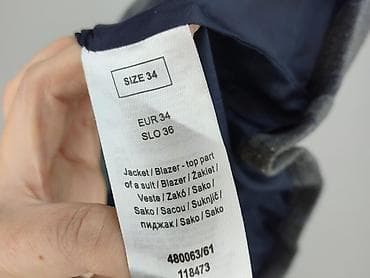 SIZE 34
EUR 34
SLO 36
Jacket / Blazer - top part
of a suit / Blazer / Żakiet /
Vesta / Zakó / Sako /
Sako / Sacou / Suknjič /
пиджак / Sako / Sako
480063/61
118473